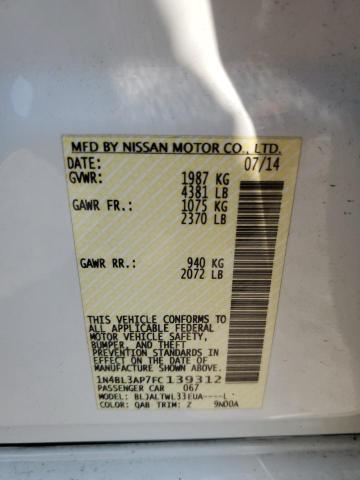 MFD BY NISSAN MOTOR CO., LTD.
DATE: 07/14
GVWR: 1987 KG
4381 LB
GAWR FR.: 1075 KG
2370 LB
GAWR RR.: 940 KG
2072 LB
THIS VEHICLE CONFORMS TO
ALL APPLICABLE FEDERAL
MOTOR VEHICLE SAFETY,
BUMPER, AND THEFT
PREVENTION STANDARDS IN
EFFECT ON THE DATE OF
MANUFACTURE SHOWN ABOVE.
1N4BL3AP7FC139312
PASSENGER CAR 067
MODEL: BLJALTWL33EUA----L
COLOR: QAB TRIM: Z 9N00A